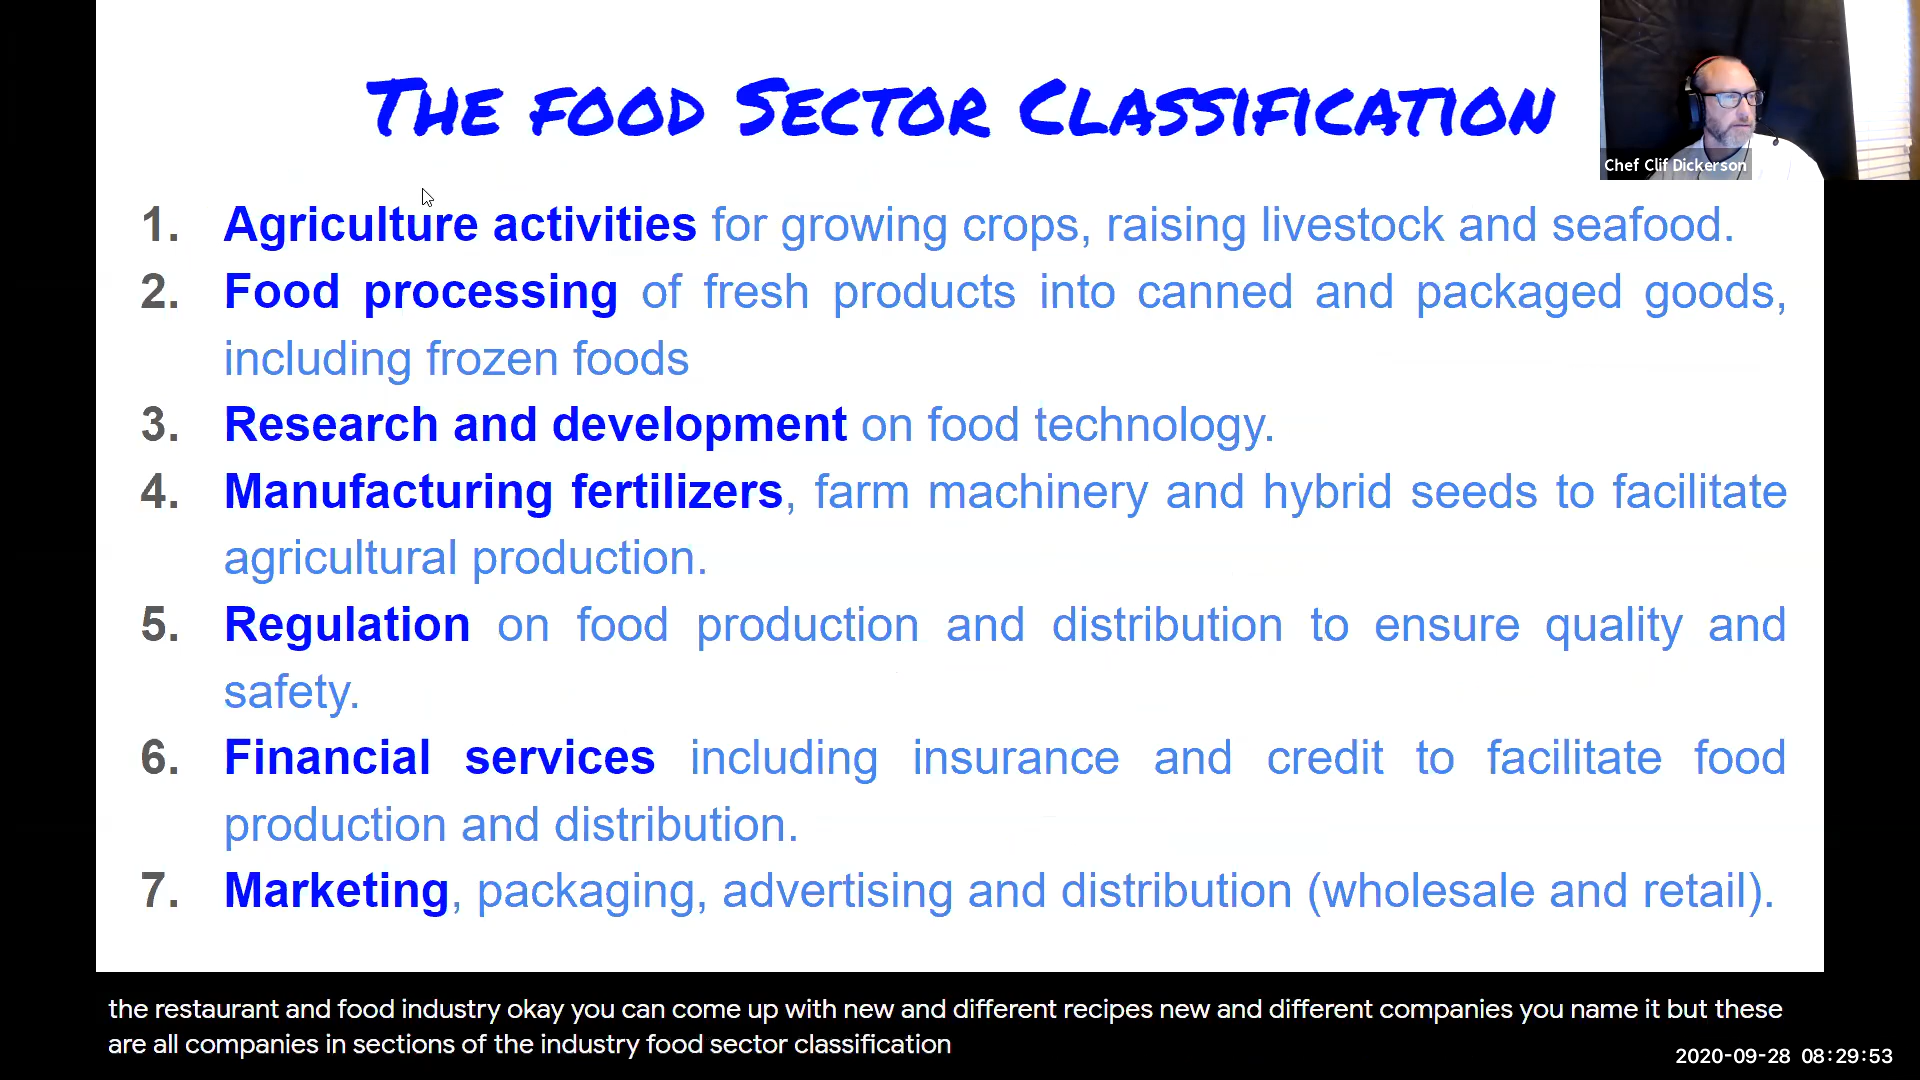 THE FOOD SECTOR CLASSIFICATION
Chef Clif Dickerson
1. Agriculture activities for growing crops, raising livestock and seafood.
2. Food processing of fresh products into canned and packaged goods,
including frozen foods
3. Research and development on food technology.
4. Manufacturing fertilizers, farm machinery and hybrid seeds to facilitate
agricultural production.
5. Regulation on food production and distribution to ensure quality and
safety.
6. Financial services including insurance and credit to facilitate food
production and distribution.
7. Marketing, packaging, advertising and distribution (wholesale and retail).
the restaurant and food industry okay you can come up with new and different recipes new and different companies you name it but these
are all companies in sections of the industry food sector classification
2020-09-28 08:29:53